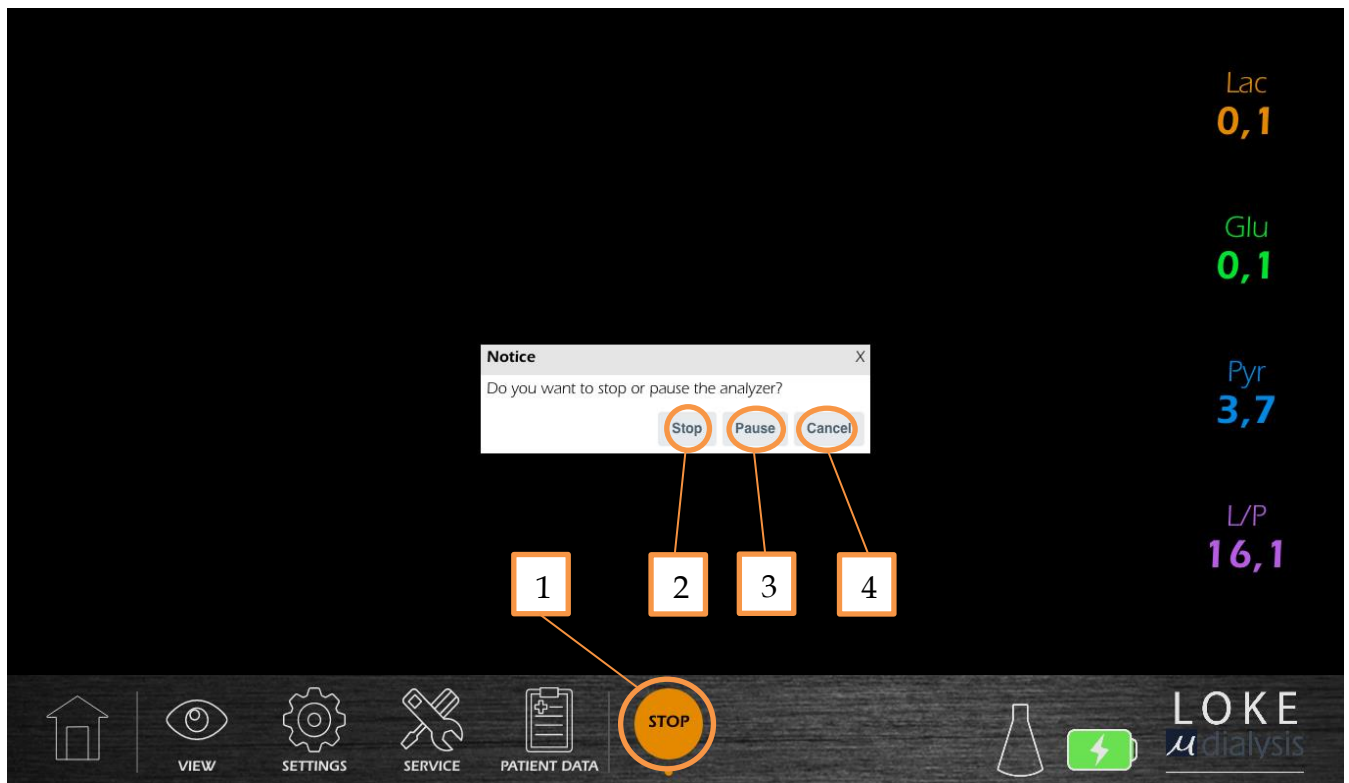 Lac
0,1
Glu
0,1
Notice X
Do you want to stop or pause the analyzer?
Stop Pause Cancel
Pyr
3,7
L/P
16,1
1 2 3 4
VIEW SETTINGS SERVICE PATIENT DATA STOP
LOKE
μdialysis